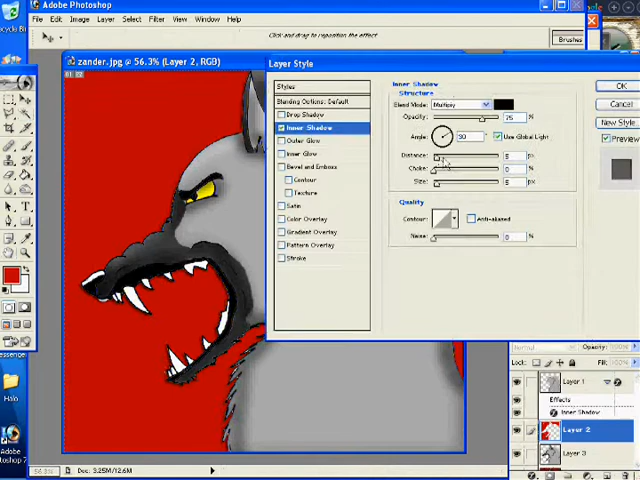 Adobe Photoshop
File Edit Image Layer Select Filter View Window Help
Click and drag to reposition the effect.
Brushes
zander.jpg @ 56.3% (Layer 2, RGB)
Layer Style
Styles
Blending Options: Default
Drop Shadow
Inner Shadow
Outer Glow
Inner Glow
Bevel and Emboss
Contour
Texture
Satin
Color Overlay
Gradient Overlay
Pattern Overlay
Stroke
Inner Shadow
Structure
Blend Mode: Multiply
Opacity: 75 %
Angle: 30 ° Use Global Light
Distance: 5 px
Choke: 0 %
Size: 5 px
Quality
Contour: Anti-aliased
Noise: 0 %
OK
Cancel
New Style...
Preview
Opacity:
Lock: Fill:
Layer 1
Effects
Inner Shadow
Layer 2
Layer 3
Halo
Adobe
56.3% Doc: 3.25M/12.6M